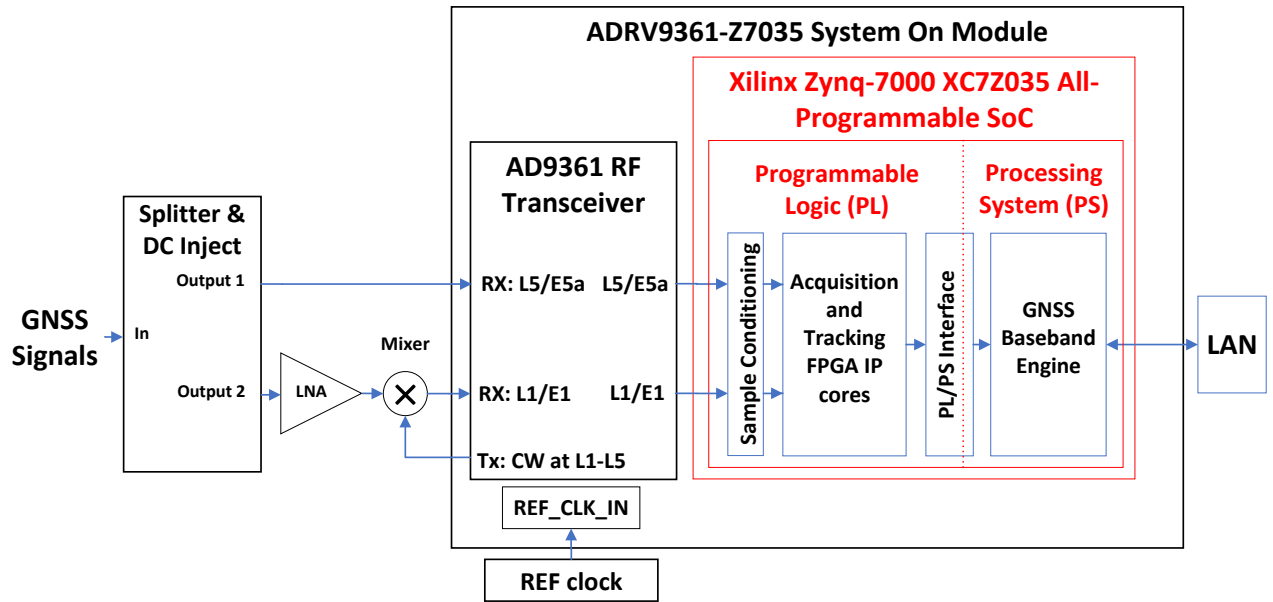 ADRV9361-Z7035 System On Module
Xilinx Zynq-7000 XC7Z035 All-
Programmable SoC
AD9361 RF
Transceiver
Programmable
Logic (PL)
Processing
System (PS)
Splitter &
DC Inject
Output 1
RX: L5/E5a
L5/E5a
Sample Conditioning
Acquisition
and
Tracking
FPGA IP
cores
PL/PS Interface
GNSS
Baseband
Engine
LAN
GNSS
Signals
In
Mixer
Output 2
LNA
RX: L1/E1
L1/E1
Tx: CW at L1-L5
REF_CLK_IN
REF clock